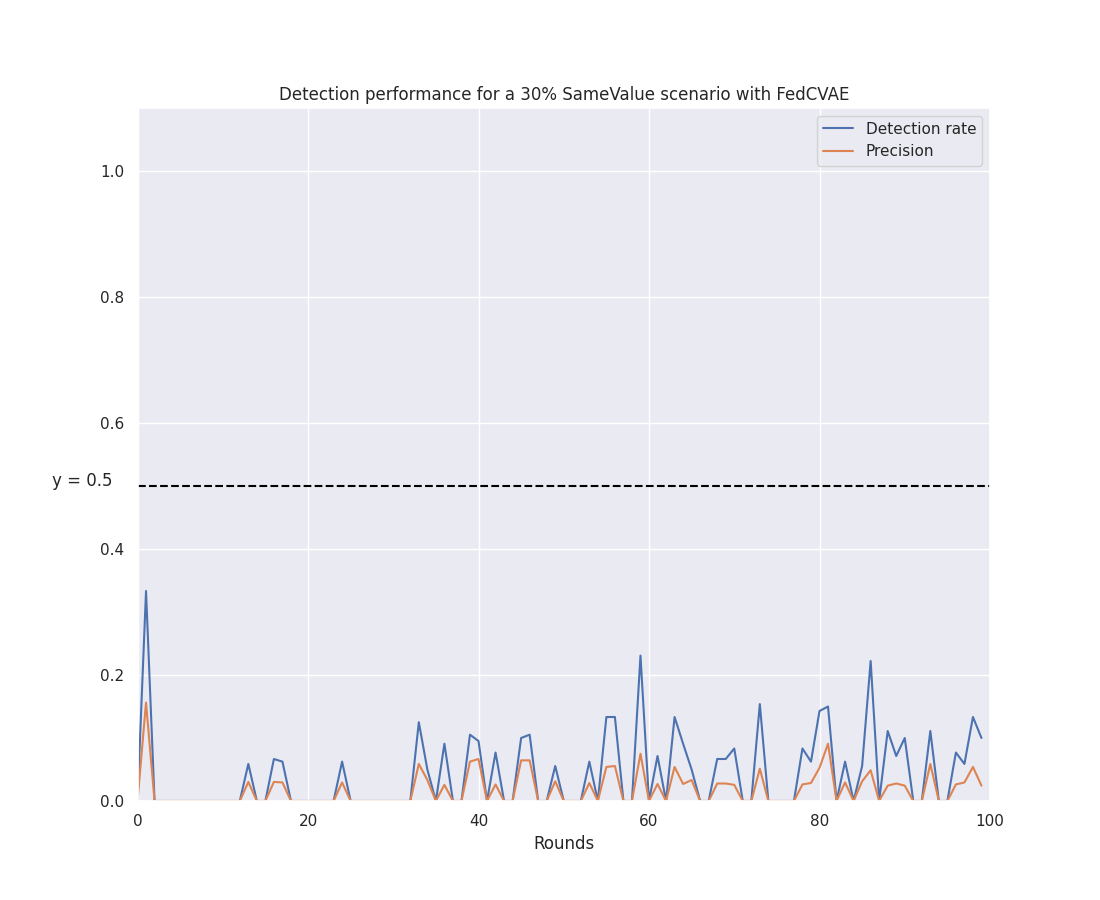 Detection performance for a 30% SameValue scenario with FedCVAE
Detection rate
Precision
1.0
0.8
0.6
y = 0.5
0.4
0.2
0.0
0 20 40 60 80 100
Rounds